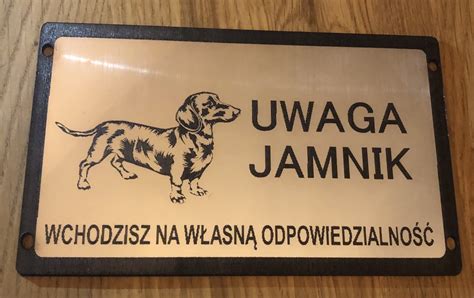 UWAGA
JAMNIK
WCHODZISZ NA WŁASNĄ ODPOWIEDZIALNOŚĆ